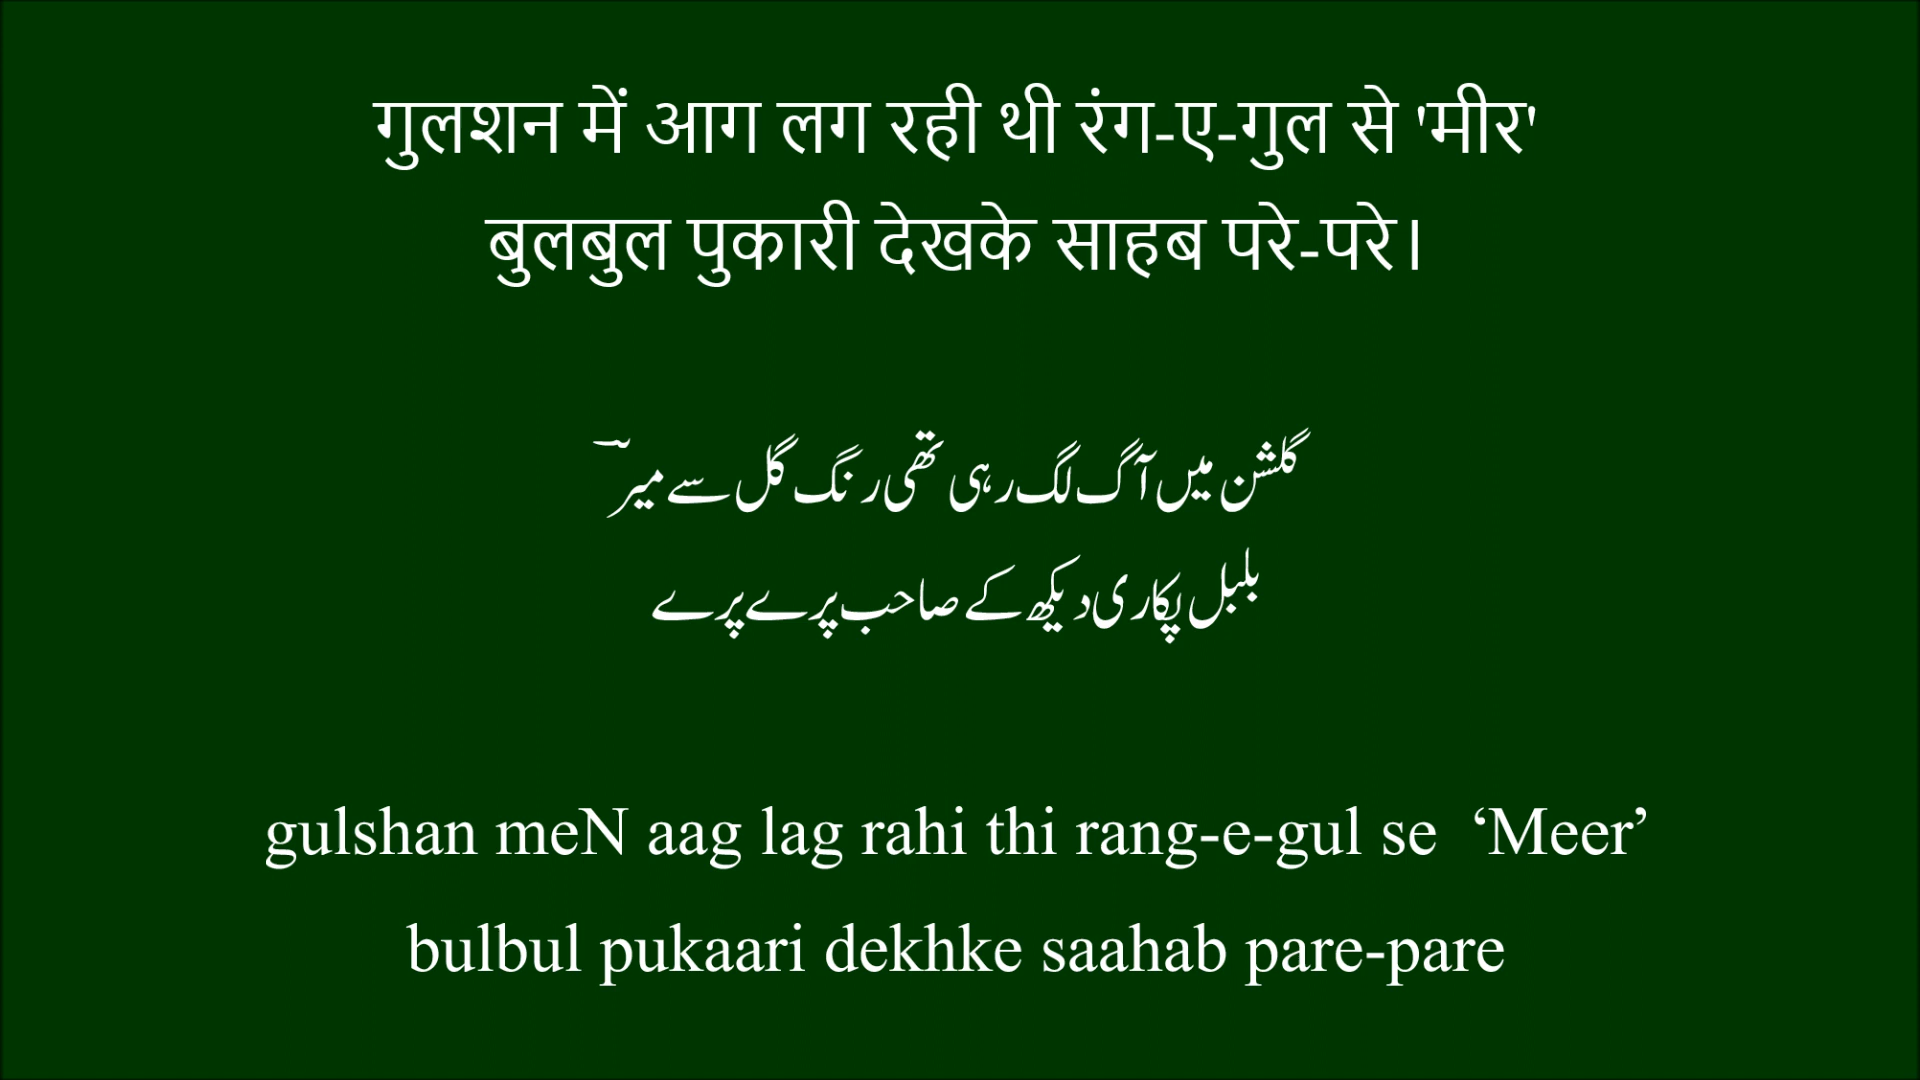 गुलशन में आग लग रही थी रंग-ए-गुल से 'मीर'
बुलबुल पुकारी देखके साहब परे-परे।
گلشن میں آگ لگ رہی تھی رنگ گل سے میرؔ
بلبل پکاری دیکھ کے صاحب پرے پرے
gulshan meN aag lag rahi thi rang-e-gul se ‘Meer’
bulbul pukaari dekhke saahab pare-pare